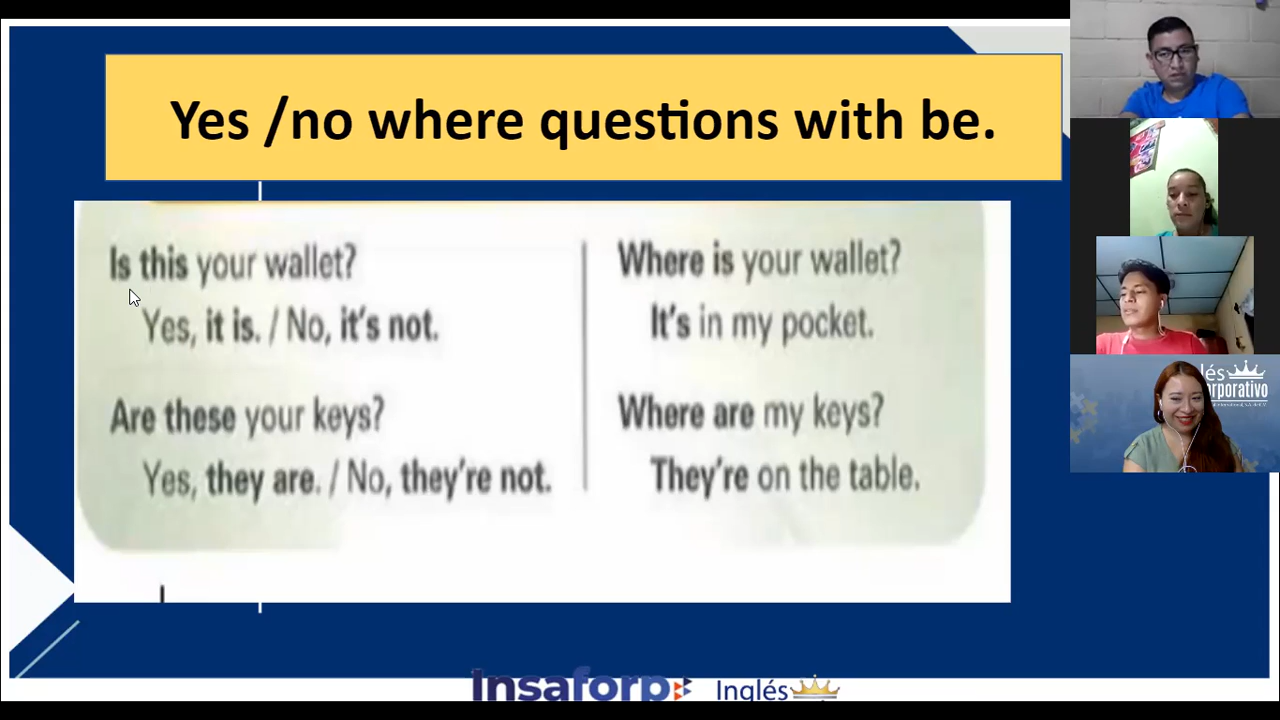 Yes /no where questions with be.
Is this your wallet?
Yes, it is. / No, it's not.
Are these your keys?
Yes, they are. / No, they're not.
Where is your wallet?
It's in my pocket.
Where are my keys?
They're on the table.
Insaforp
Inglés
lés
orporativo